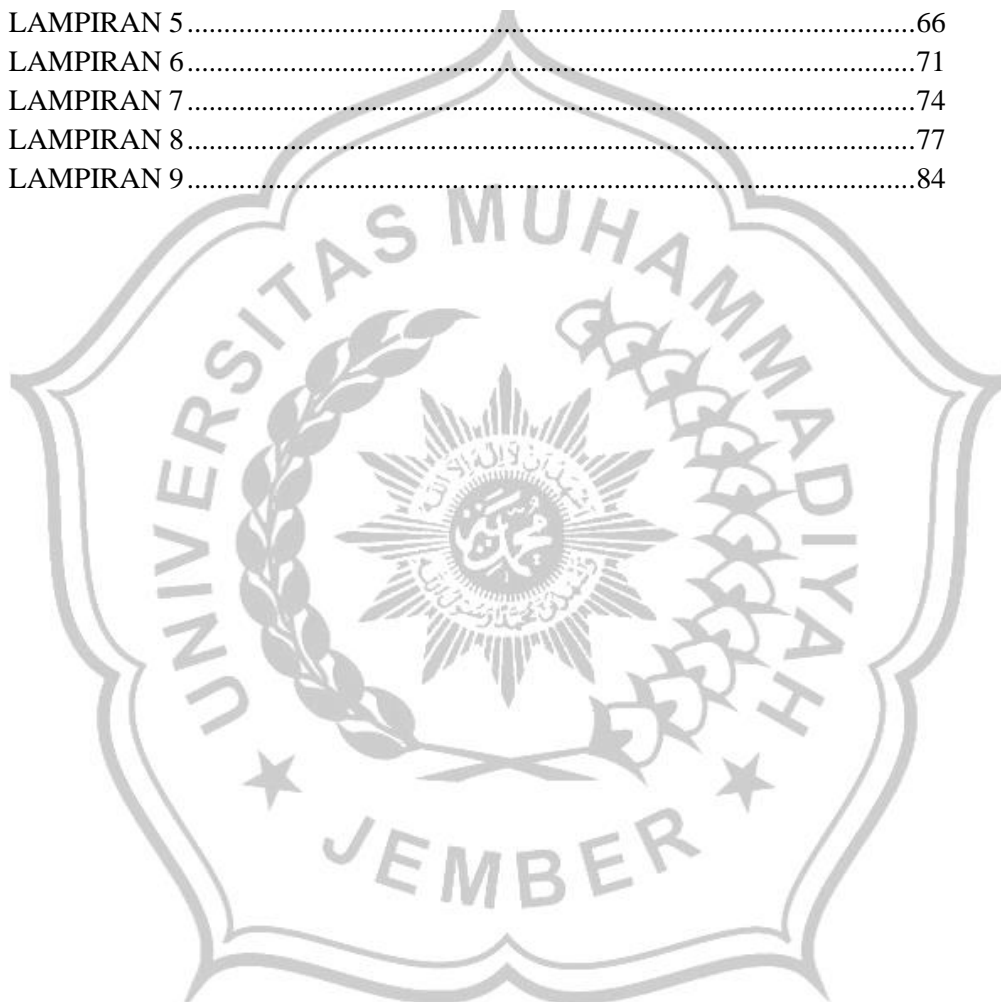 LAMPIRAN 5........................................................................................................66
LAMPIRAN 6........................................................................................................71
LAMPIRAN 7........................................................................................................74
LAMPIRAN 8........................................................................................................77
LAMPIRAN 9........................................................................................................84
UNIVERSITAS MUHAMMADIYAH
JEMBER